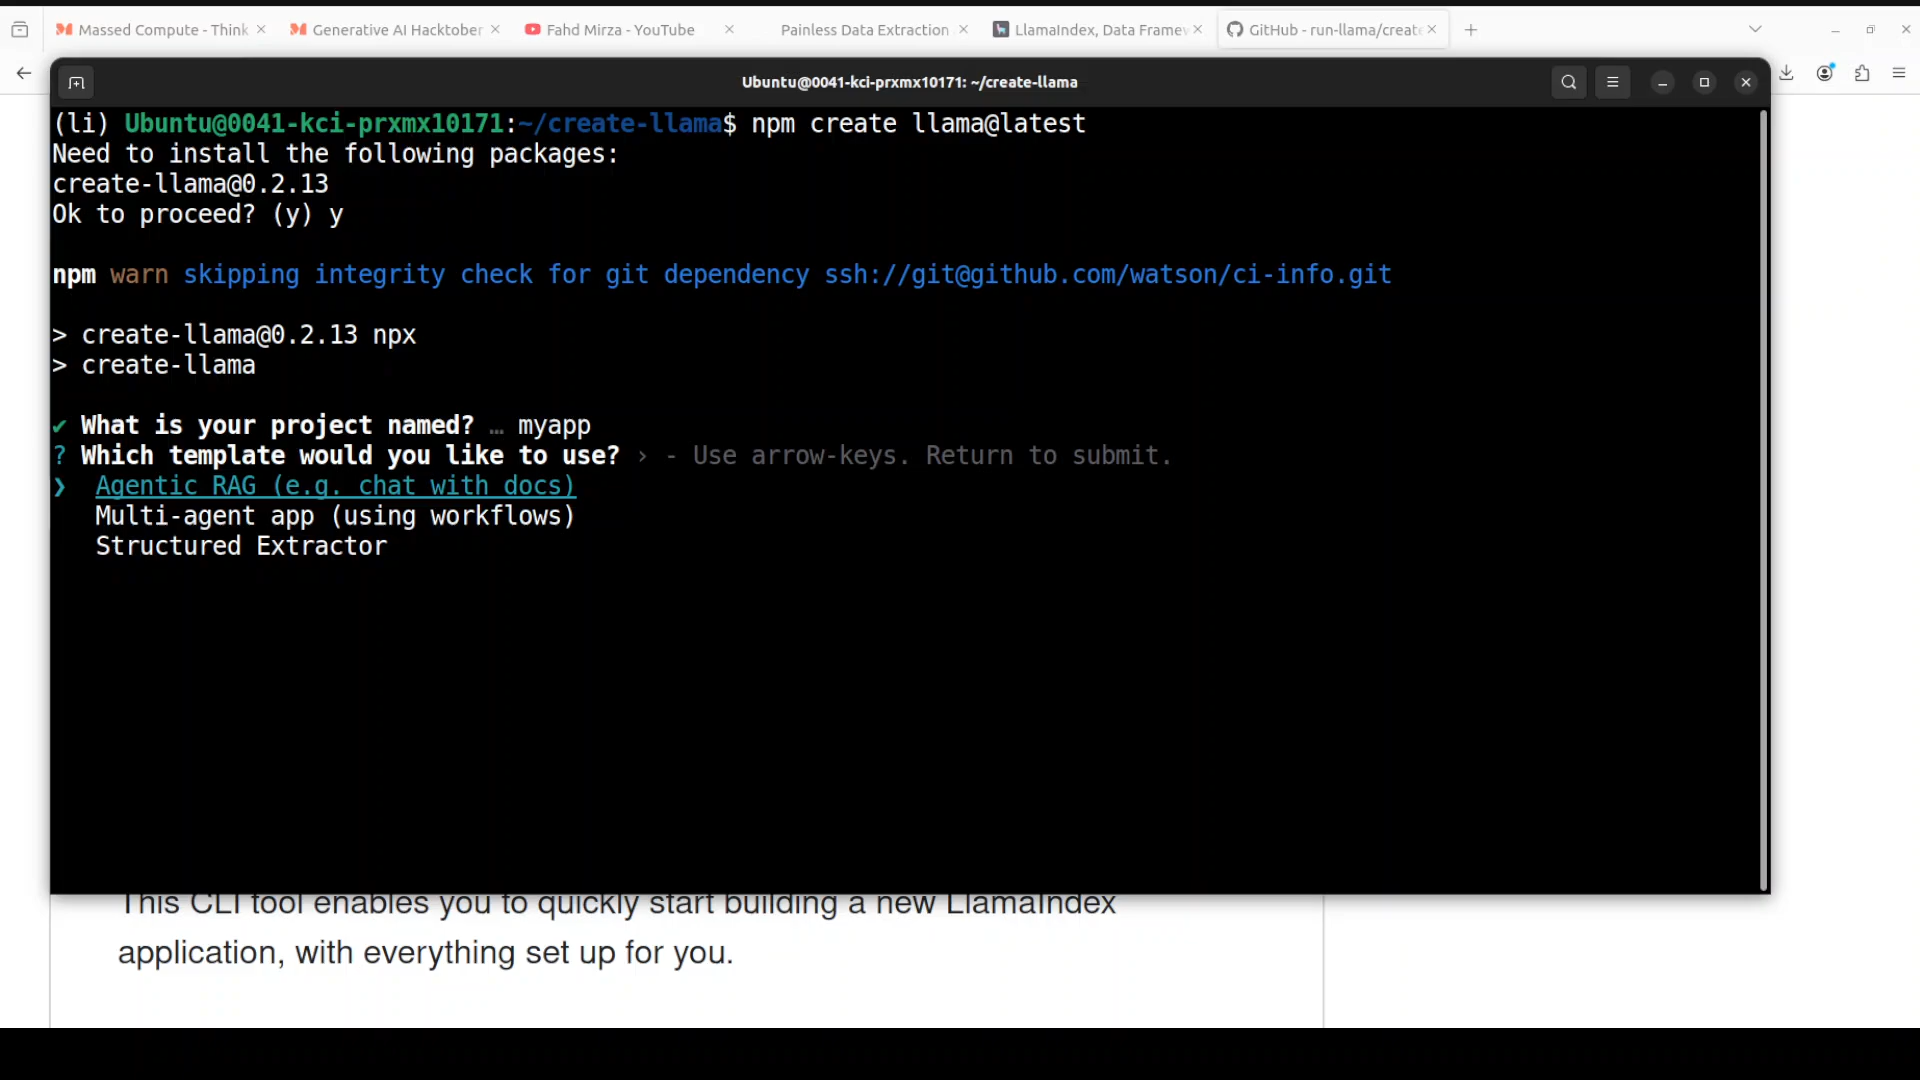 Massed Compute - Think
Generative AI Hacktober
Fahd Mirza - YouTube
Painless Data Extraction
LlamaIndex, Data Framew
GitHub - run-llama/create
Ubuntu@0041-kci-prxmx10171: ~/create-llama
(li) Ubuntu@0041-kci-prxmx10171:~/create-llama$ npm create llama@latest
Need to install the following packages:
create-llama@0.2.13
Ok to proceed? (y) y
npm warn skipping integrity check for git dependency ssh://git@github.com/watson/ci-info.git
> create-llama@0.2.13 npx
> create-llama
✔ What is your project named? … myapp
? Which template would you like to use? › - Use arrow-keys. Return to submit.
❯ Agentic RAG (e.g. chat with docs)
Multi-agent app (using workflows)
Structured Extractor
This CLI tool enables you to quickly start building a new LlamaIndex
application, with everything set up for you.